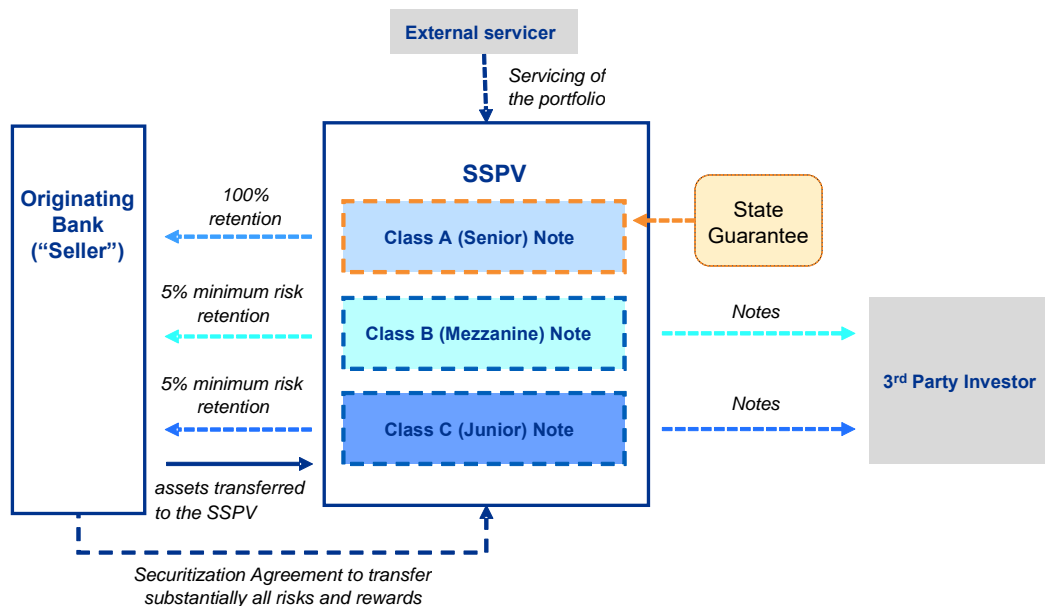 External servicer
Servicing of
the portfolio
SSPV
Originating
Bank
(“Seller”)
100%
retention
Class A (Senior) Note
State
Guarantee
5% minimum risk
retention
Class B (Mezzanine) Note
Notes
3rd Party Investor
5% minimum risk
retention
Class C (Junior) Note
Notes
assets transferred
to the SSPV
Securitization Agreement to transfer
substantially all risks and rewards